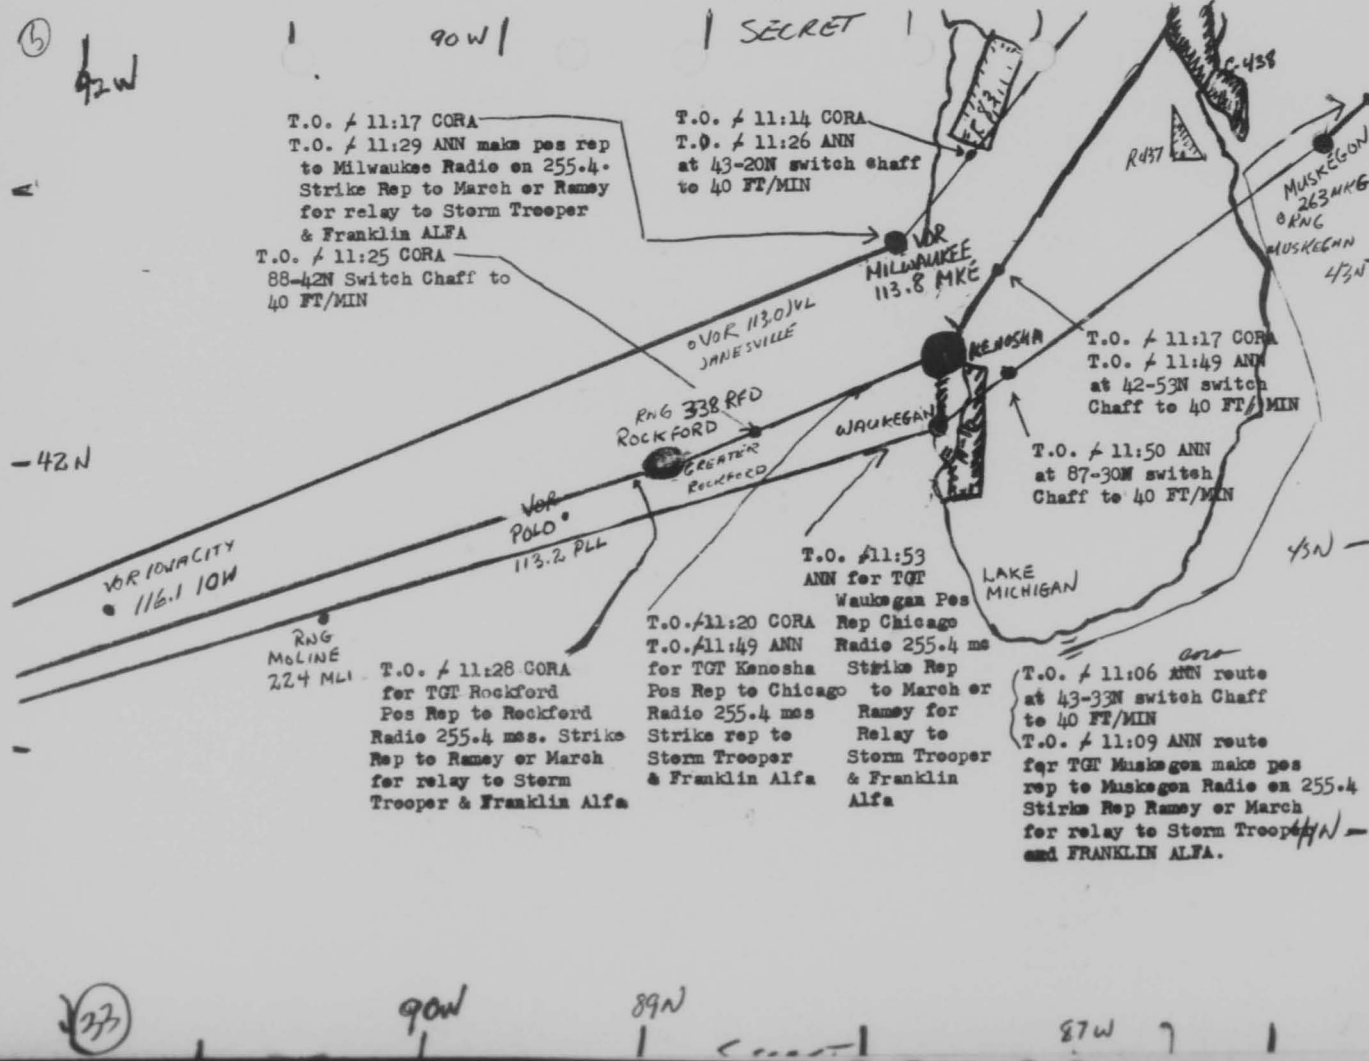 b
92W
90W
SECRET
T.O. / 11:17 CORA
T.O. / 11:29 ANN make pos rep
to Milwaukee Radio on 255.4.
Strike Rep to March or Ramey
for relay to Storm Trooper
& Franklin ALFA
T.O. / 11:25 CORA
88-42N Switch Chaff to
40 FT/MIN
T.O. / 11:14 CORA
T.O. / 11:26 ANN
at 43-20N switch chaff
to 40 FT/MIN
C-438
R437
MUSKEGON
263 MKG
RNG
MUSKEGAN
43N
VOR
MILWAUKEE
113.8 MKE
VOR 113.0 JVL
JANESVILLE
KENOSHA
T.O. / 11:17 CORA
T.O. / 11:49 ANN
at 42-53N switch
Chaff to 40 FT/MIN
RNG 338 RFD
ROCKFORD
GREATER
ROCKFORD
WAUKEGAN
T.O. / 11:50 ANN
at 87-30W switch
Chaff to 40 FT/MIN
42N
VOR
POLO
113.2 PLL
VOR IOWA CITY
116.1 IOW
RNG
MOLINE
224 MLI
LAKE
MICHIGAN
43N
T.O. / 11:28 CORA
for TGT Rockford
Pos Rep to Rockford
Radio 255.4 mcs. Strike
Rep to Ramey or March
for relay to Storm
Trooper & Franklin Alfa
T.O./11:20 CORA
T.O./11:49 ANN
for TGT Kenosha
Pos Rep to Chicago
Radio 255.4 mcs
Strike rep to
Storm Trooper
& Franklin Alfa
T.O. /11:53
ANN for TGT
Waukegan Pos
Rep Chicago
Radio 255.4 mc
Strike Rep
to March or
Ramey for
Relay to
Storm Trooper
& Franklin
Alfa
cora
T.O. / 11:06 ANN route
at 43-33N switch Chaff
to 40 FT/MIN
T.O. / 11:09 ANN route
for TGT Muskegon make pos
rep to Muskegon Radio on 255.4
Stirke Rep Ramey or March
for relay to Storm Trooper
and FRANKLIN ALFA.
41N
33
90W
89N
87W